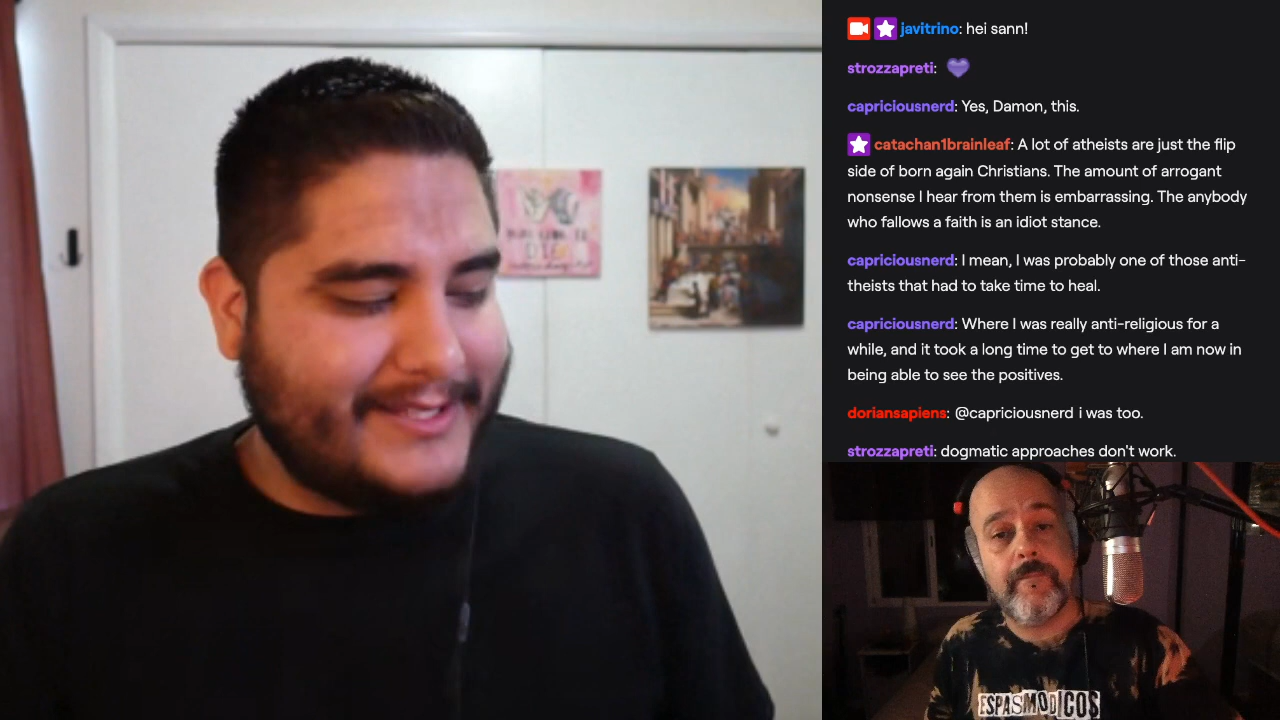 javitrino: hei sann!
strozzapreti:
capriciousnerd: Yes, Damon, this.
catachan1brainleaf: A lot of atheists are just the flip
side of born again Christians. The amount of arrogant
nonsense I hear from them is embarrassing. The anybody
who fallows a faith is an idiot stance.
capriciousnerd: I mean, I was probably one of those anti-
theists that had to take time to heal.
capriciousnerd: Where I was really anti-religious for a
while, and it took a long time to get to where I am now in
being able to see the positives.
doriansapiens: @capriciousnerd i was too.
strozzapreti: dogmatic approaches don't work.
ESPASMODICOS